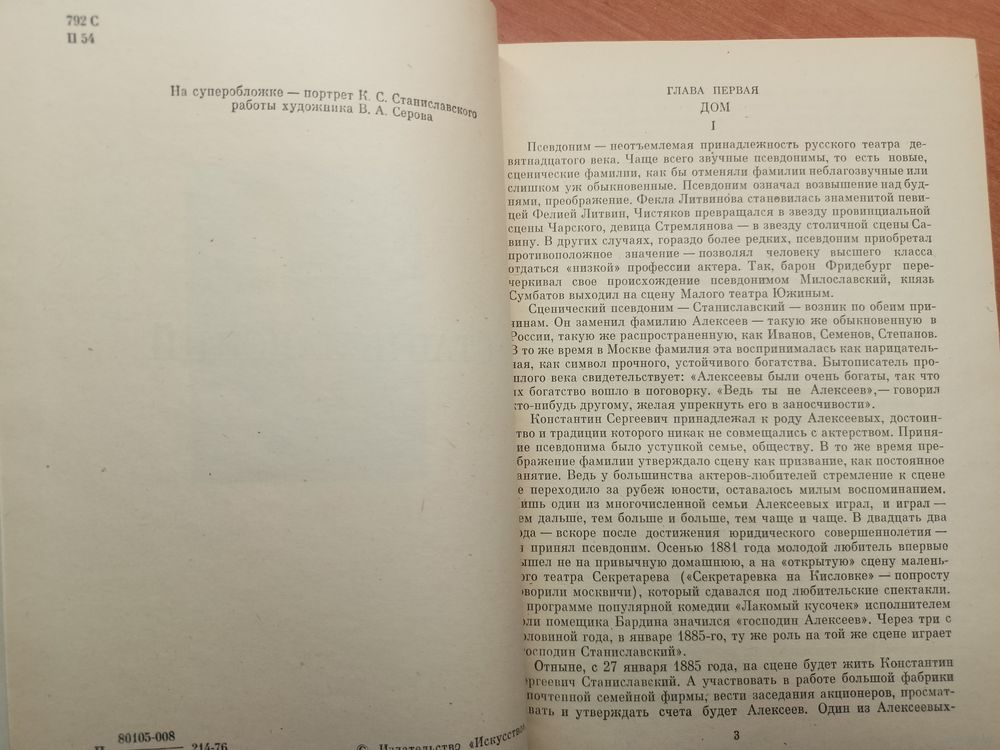 792 С
П 54
На суперобложке — портрет К. С. Станиславского
работы художника В. А. Серова
80105-008
214-76
© Издательство «Искусство»
ГЛАВА ПЕРВАЯ
ДОМ
I
Псевдоним — неотъемлемая принадлежность русского театра де-
вятнадцатого века. Чаще всего звучные псевдонимы, то есть новые,
сценические фамилии, как бы отменяли фамилии неблагозвучные или
слишком уж обыкновенные. Псевдоним означал возвышение над буд-
нями, преображение. Фекла Литвинова становилась знаменитой певи-
цей Фелией Литвин, Чистяков превращался в звезду провинциальной
сцены Чарского, девица Стремлянова — в звезду столичной сцены Са-
вину. В других случаях, гораздо более редких, псевдоним приобретал
противоположное значение — позволял человеку высшего класса
отдаться «низкой» профессии актера. Так, барон Фридебург пере-
черкивал свое происхождение псевдонимом Милославский, князь
Сумбатов выходил на сцену Малого театра Южиным.
Сценический псевдоним — Станиславский — возник по обеим при-
чинам. Он заменил фамилию Алексеев — такую же обыкновенную в
России, такую же распространенную, как Иванов, Семенов, Степанов.
В то же время в Москве фамилия эта воспринималась как нарицатель-
ная, как символ прочного, устойчивого богатства. Бытописатель про-
шлого века свидетельствует: «Алексеевы были очень богаты, так что
их богатство вошло в поговорку. «Ведь ты не Алексеев»,— говорил
кто-нибудь другому, желая упрекнуть его в заносчивости».
Константин Сергеевич принадлежал к роду Алексеевых, достоин-
тво и традиции которого никак не совмещались с актерством. Приня-
ие псевдонима было уступкой семье, обществу. В то же время пре-
бражение фамилии утверждало сцену как призвание, как постоянное
анятие. Ведь у большинства актеров-любителей стремление к сцене
е переходило за рубеж юности, оставалось милым воспоминанием.
ишь один из многочисленной семьи Алексеевых играл, и играл —
ем дальше, тем больше и больше, тем чаще и чаще. В двадцать два
ода — вскоре после достижения юридического совершеннолетия —
н принял псевдоним. Осенью 1881 года молодой любитель впервые
ышел не на привычную домашнюю, а на «открытую» сцену малень-
ого театра Секретарева («Секретаревка на Кисловке» — попросту
оворили москвичи), который сдавался под любительские спектакли.
программе популярной комедии «Лакомый кусочек» исполнителем
оли помещика Бардина значился «господин Алексеев». Через три с
оловиной года, в январе 1885-го, ту же роль на той же сцене играет
господин Станиславский».
Отныне, с 27 января 1885 года, на сцене будет жить Константин
ергеевич Станиславский. А участвовать в работе большой фабрики
почтенной семейной фирмы, вести заседания акционеров, просмат-
ивать и утверждать счета будет Алексеев. Один из Алексеевых-
3